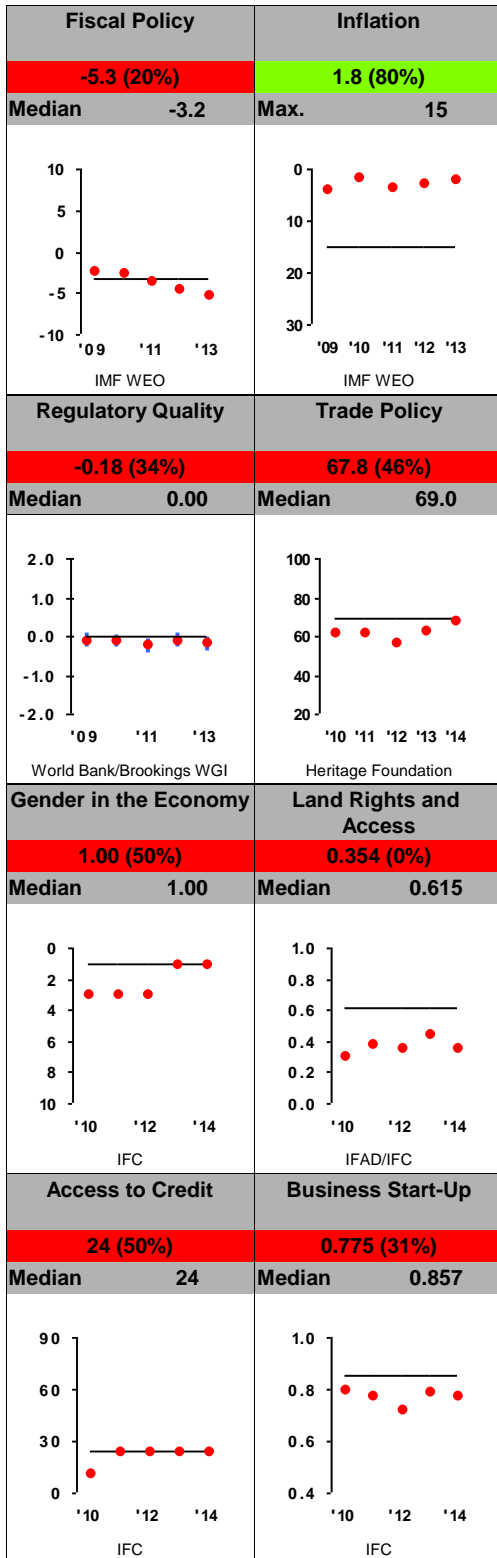 Fiscal Policy
-5.3 (20%)
Median -3.2
10
5
0
-5
-10
'09 '11 '13
IMF WEO
Inflation
1.8 (80%)
Max. 15
0
10
20
30
'09 '10 '11 '12 '13
IMF WEO
Regulatory Quality
-0.18 (34%)
Median 0.00
2.0
1.0
0.0
-1.0
-2.0
'09 '11 '13
World Bank/Brookings WGI
Trade Policy
67.8 (46%)
Median 69.0
100
80
60
40
20
'10 '11 '12 '13 '14
Heritage Foundation
Gender in the Economy
1.00 (50%)
Median 1.00
0
2
4
6
8
10
'10 '12 '14
IFC
Land Rights and
Access
0.354 (0%)
Median 0.615
1.0
0.8
0.6
0.4
0.2
0.0
'10 '12 '14
IFAD/IFC
Access to Credit
24 (50%)
Median 24
90
60
30
0
'10 '12 '14
IFC
Business Start-Up
0.775 (31%)
Median 0.857
1.0
0.8
0.6
0.4
'10 '12 '14
IFC